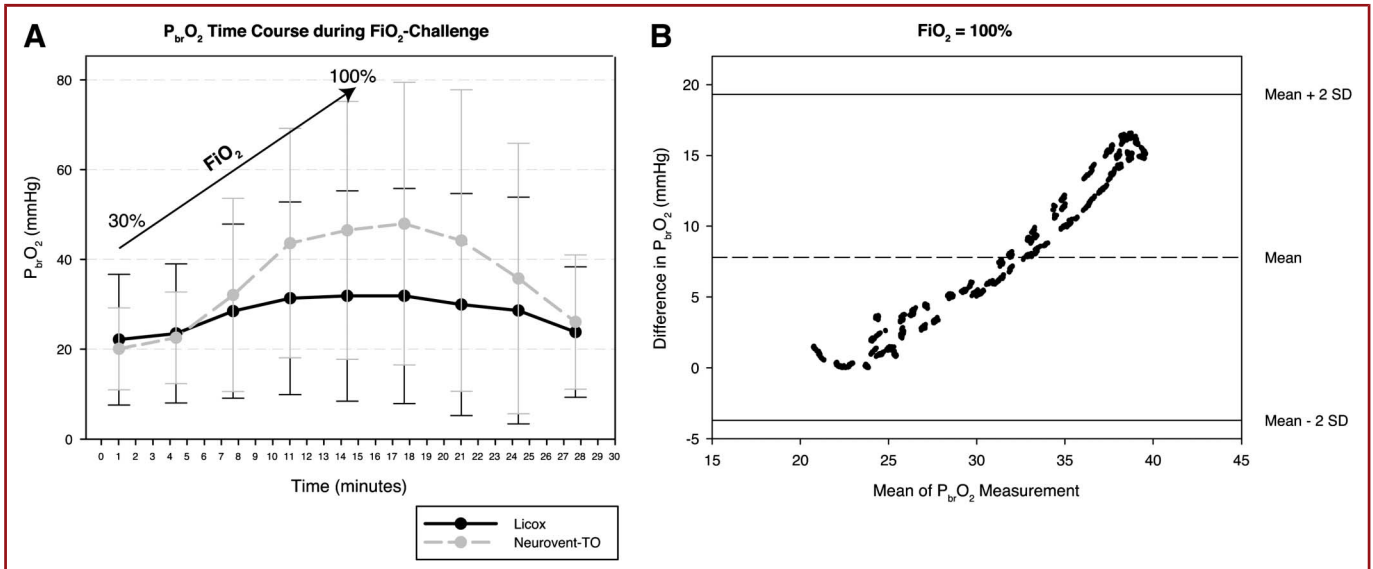 A
PbrO2 Time Course during FiO2-Challenge
PbrO2 (mmHg)
80
60
40
20
0
30%
FiO2
100%
0 1 2 3 4 5 6 7 8 9 10 11 12 13 14 15 16 17 18 19 20 21 22 23 24 25 26 27 28 29 30
Time (minutes)
Licox
Neurovent-TO
B
FiO2 = 100%
Difference in PbrO2 (mmHg)
20
15
10
5
0
-5
Mean + 2 SD
Mean
Mean - 2 SD
15 20 25 30 35 40 45
Mean of PbrO2 Measurement